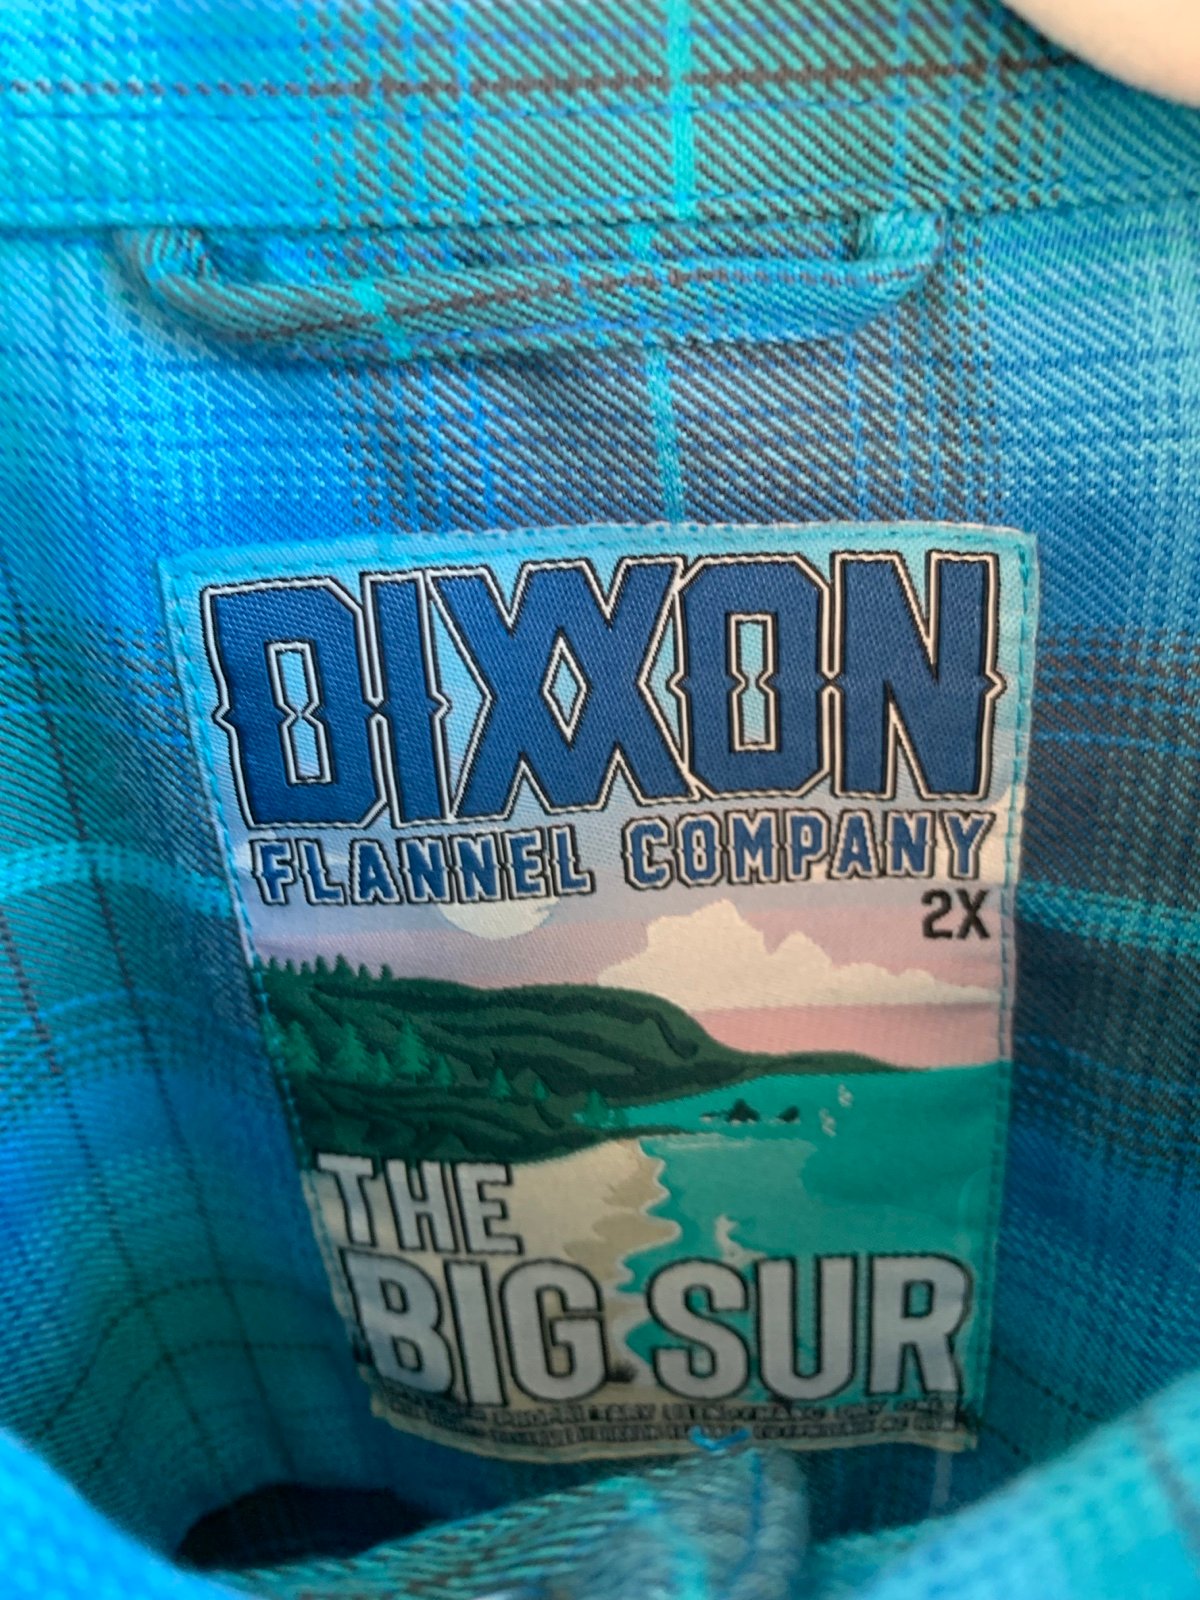 DIXXON
FLANNEL COMPANY
2X
THE
BIG SUR